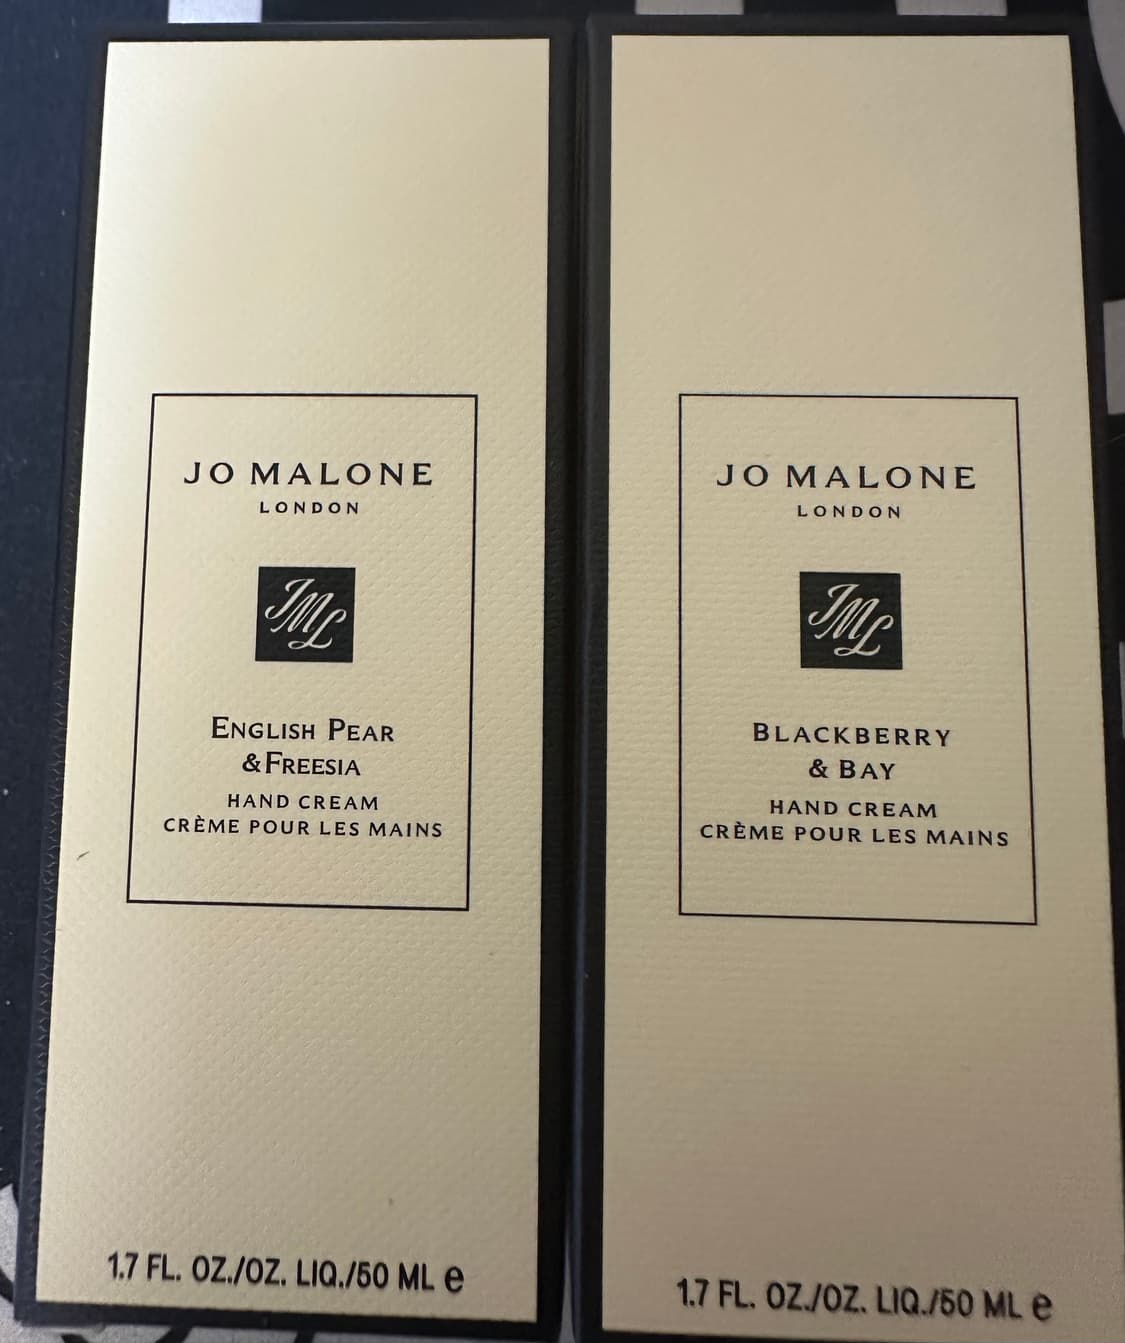 JO MALONE
LONDON
JML
ENGLISH PEAR
&FREESIA
HAND CREAM
CRÈME POUR LES MAINS
1.7 FL. OZ./OZ. LIQ./50 ML e
JO MALONE
LONDON
JML
BLACKBERRY
& BAY
HAND CREAM
CRÈME POUR LES MAINS
1.7 FL. OZ./OZ. LIQ./50 ML e